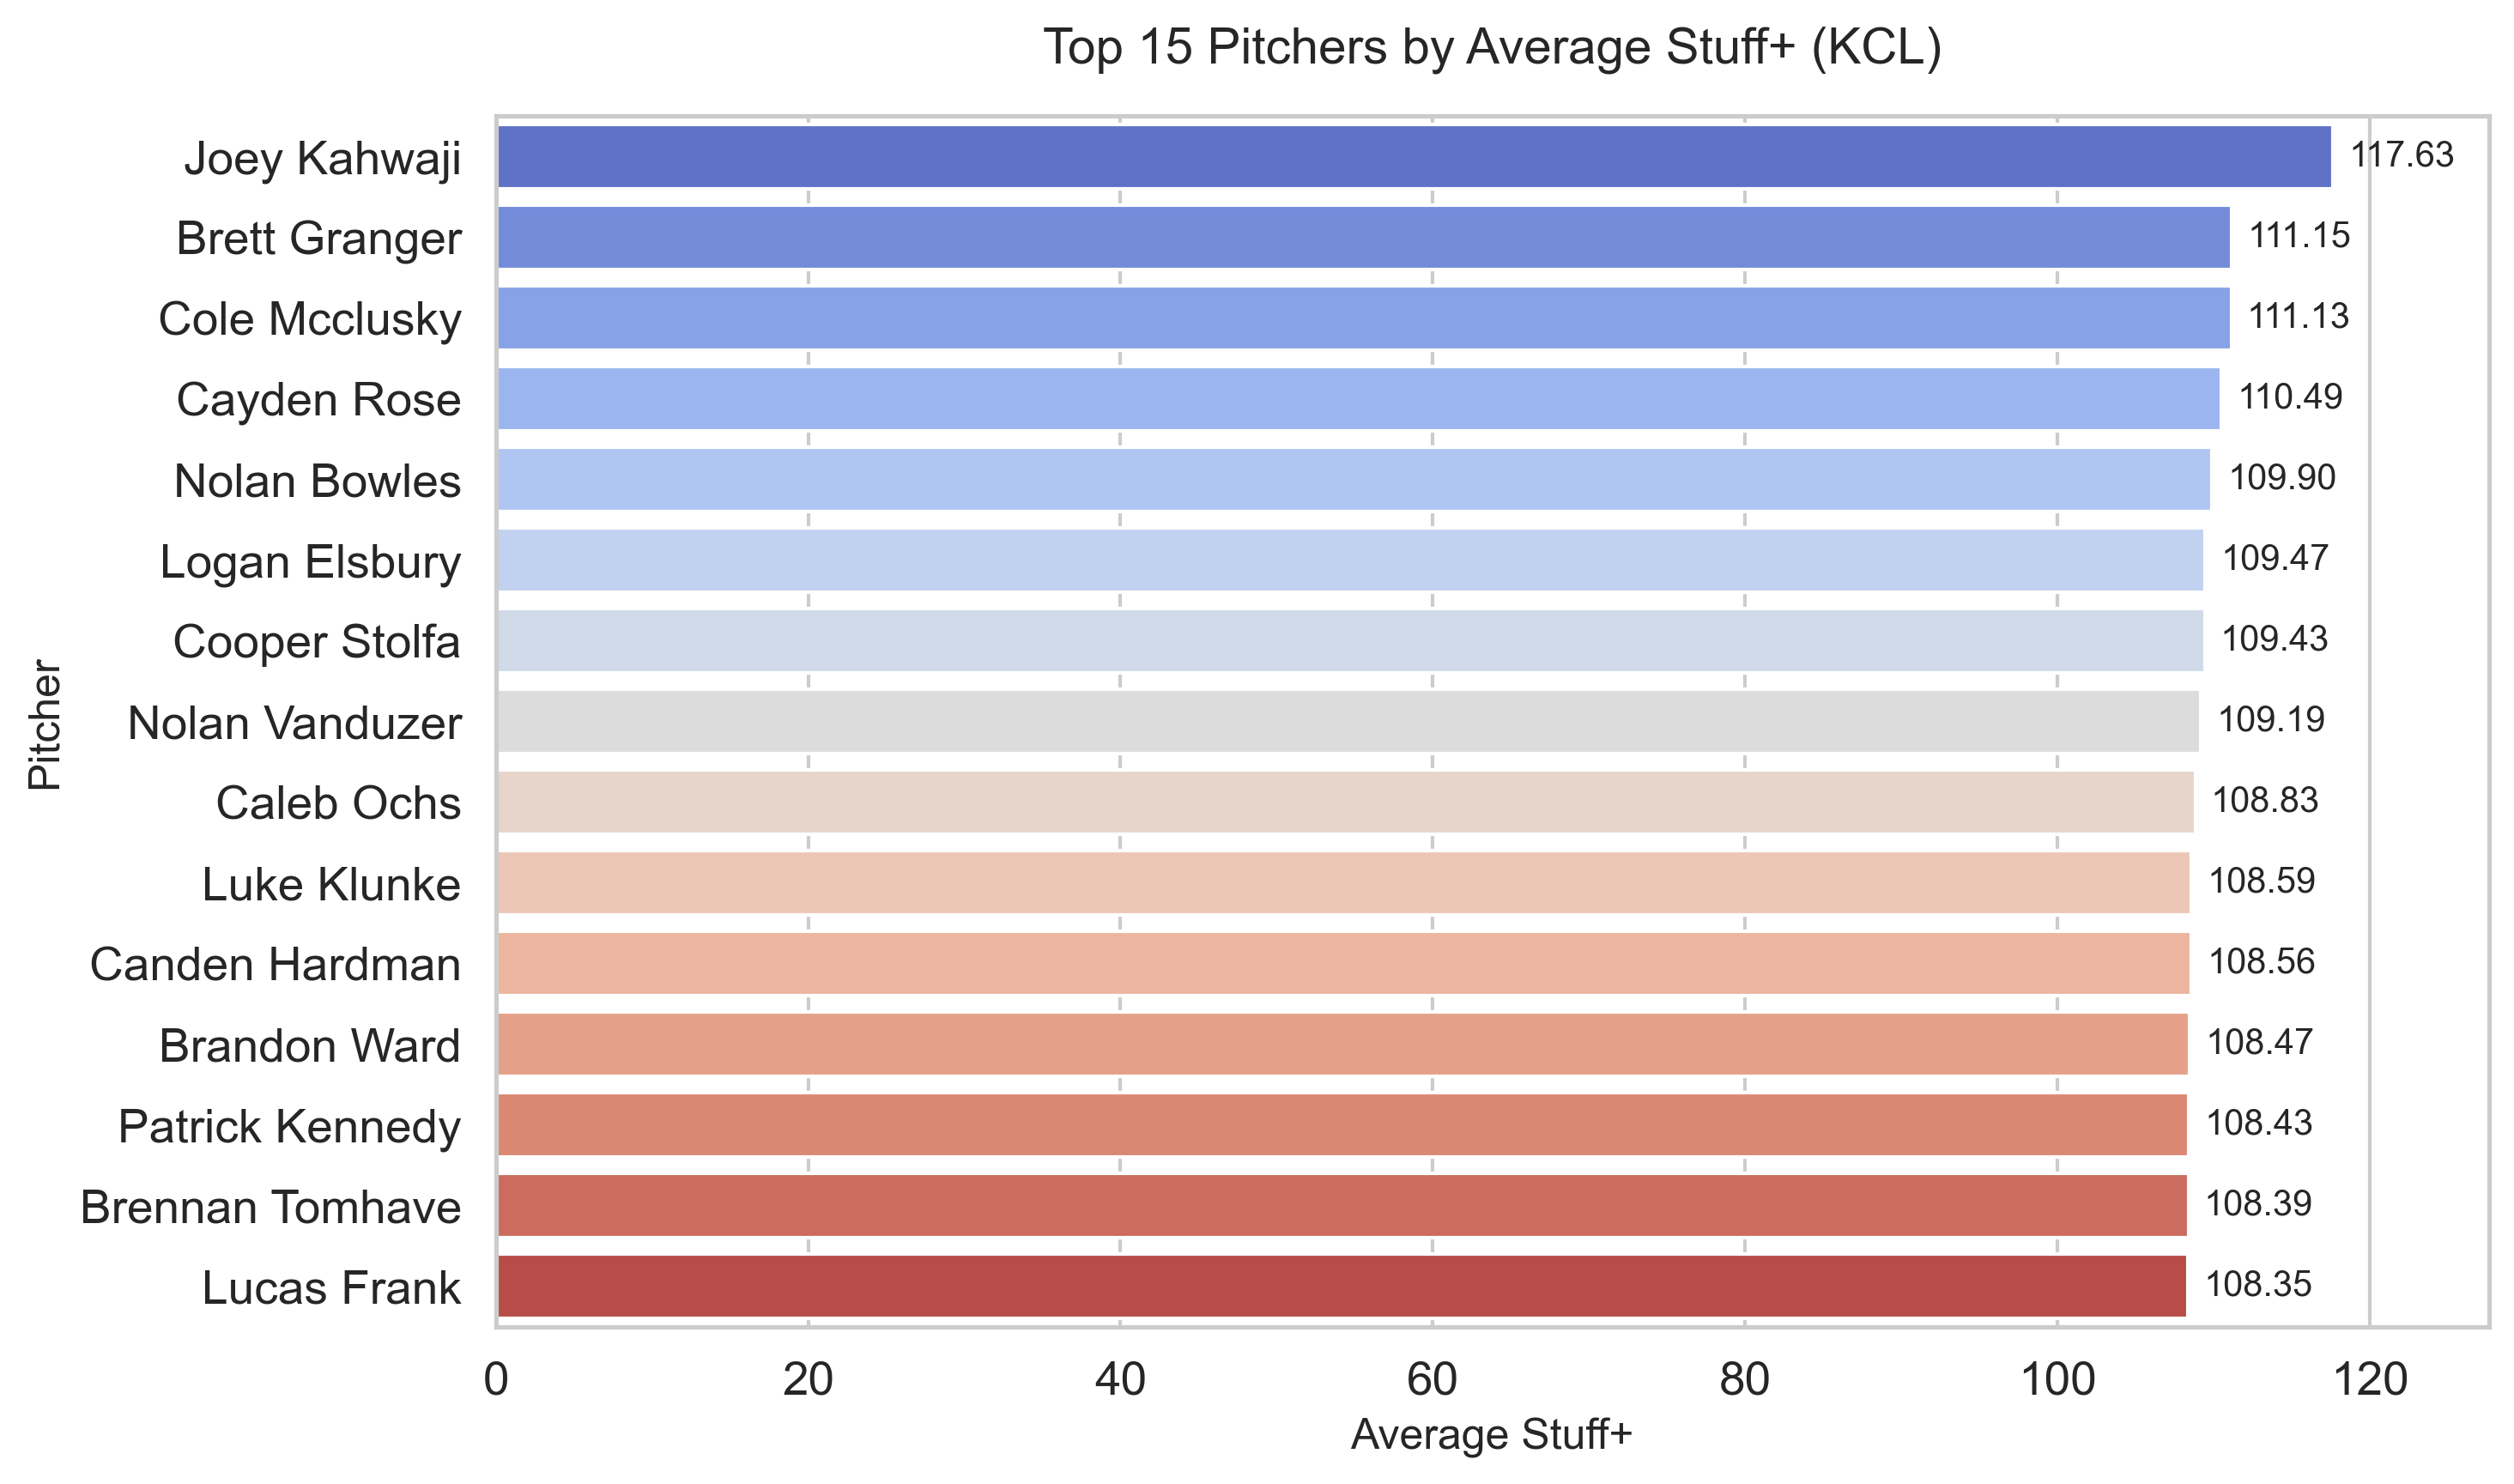 Top 15 Pitchers by Average Stuff+ (KCL)
Pitcher
Joey Kahwaji 117.63
Brett Granger 111.15
Cole Mcclusky 111.13
Cayden Rose 110.49
Nolan Bowles 109.90
Logan Elsbury 109.47
Cooper Stolfa 109.43
Nolan Vanduzer 109.19
Caleb Ochs 108.83
Luke Klunke 108.59
Canden Hardman 108.56
Brandon Ward 108.47
Patrick Kennedy 108.43
Brennan Tomhave 108.39
Lucas Frank 108.35
0 20 40 60 80 100 120
Average Stuff+